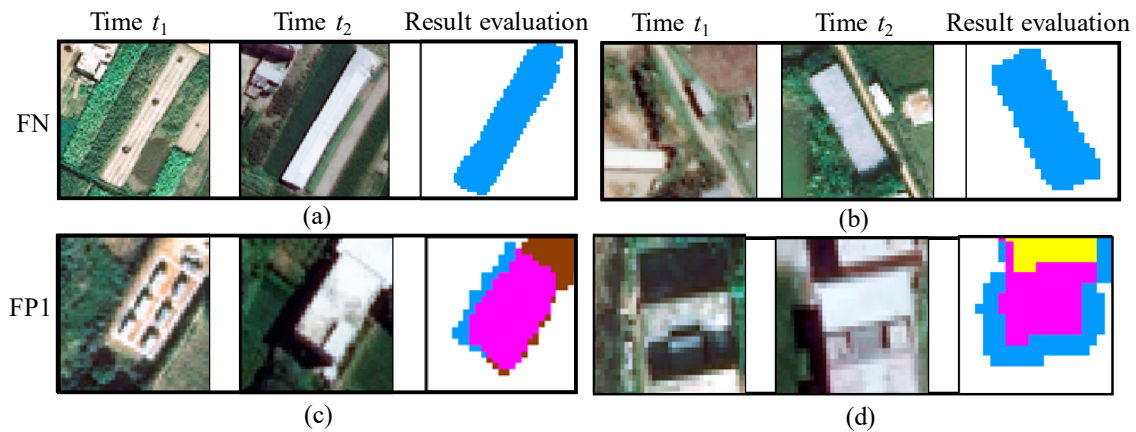 Time t1 Time t2 Result evaluation Time t1 Time t2 Result evaluation
FN
(a) (b)
FP1
(c) (d)